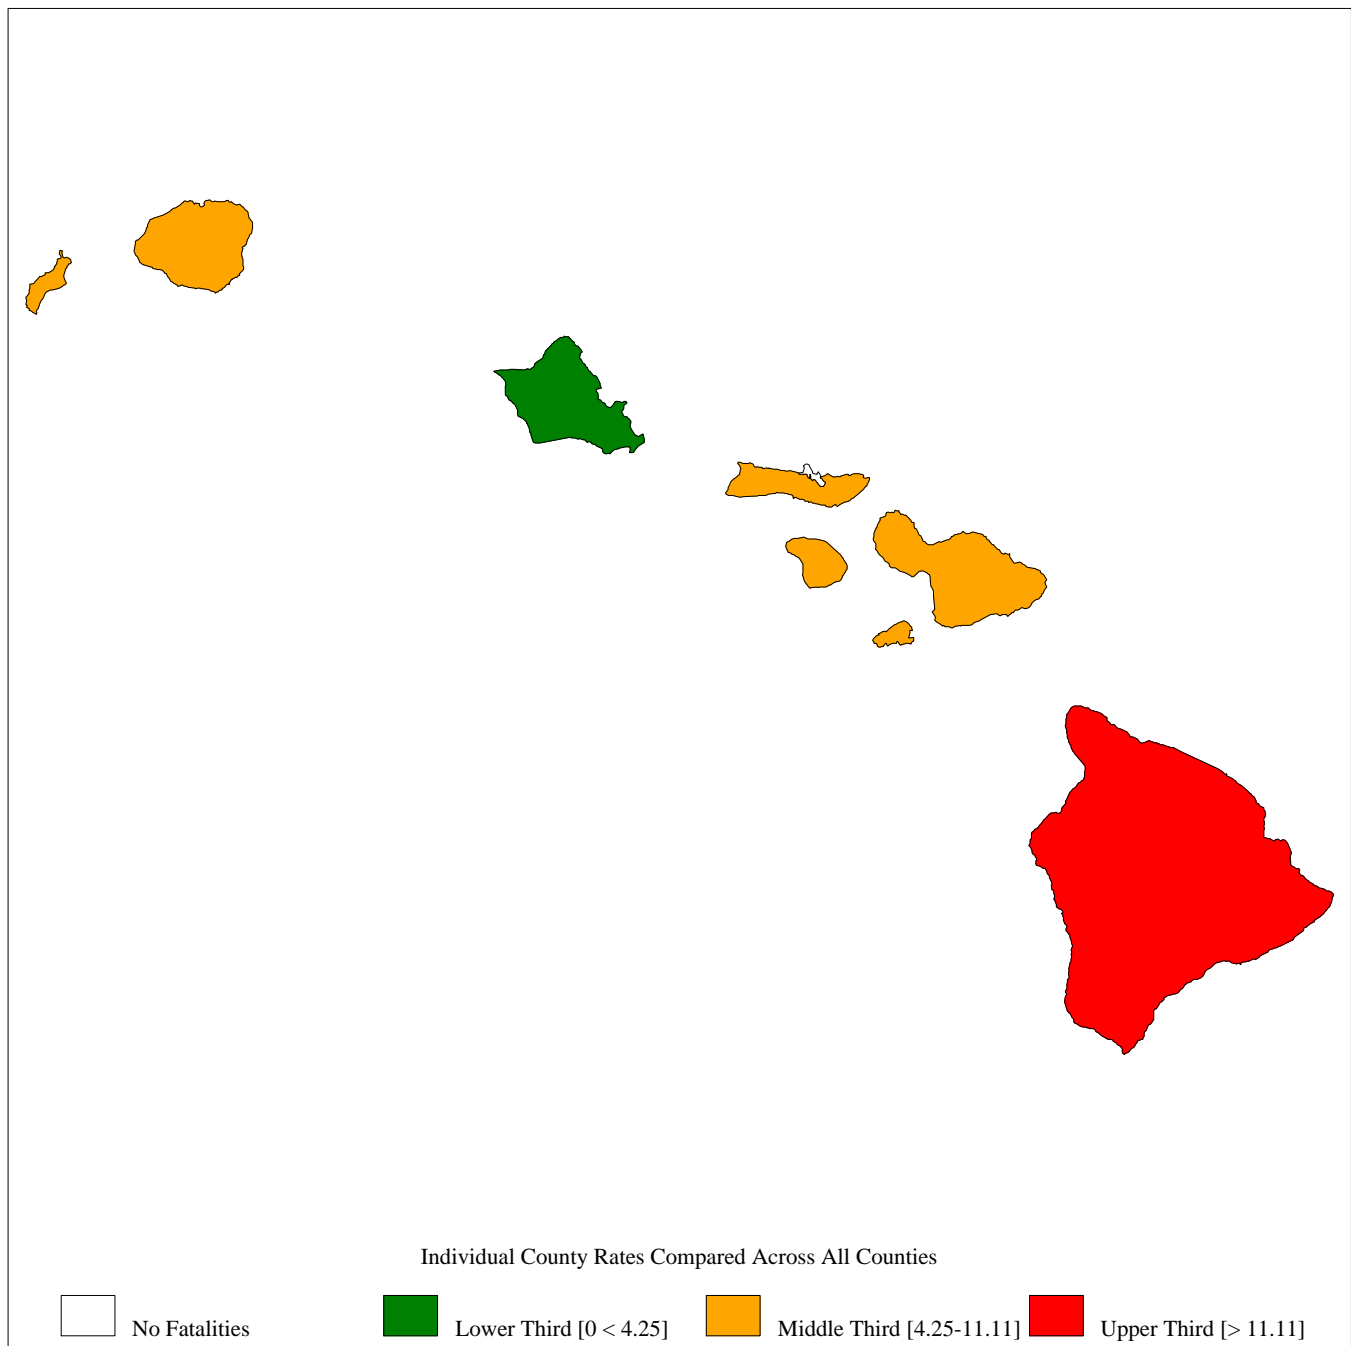 Individual County Rates Compared Across All Counties
No Fatalities
Lower Third [0 < 4.25]
Middle Third [4.25-11.11]
Upper Third [> 11.11]